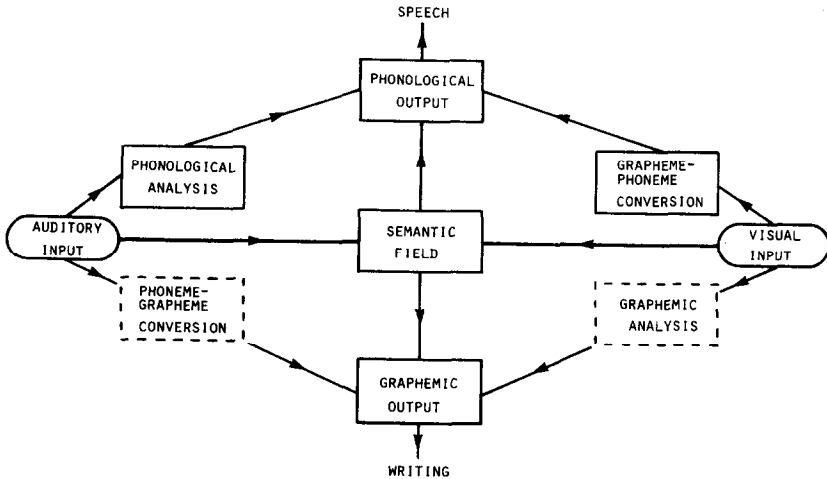 SPEECH
PHONOLOGICAL
OUTPUT
PHONOLOGICAL
ANALYSIS
GRAPHEME-
PHONEME
CONVERSION
AUDITORY
INPUT
SEMANTIC
FIELD
VISUAL
INPUT
PHONEME-
GRAPHEME
CONVERSION
GRAPHEMIC
ANALYSIS
GRAPHEMIC
OUTPUT
WRITING